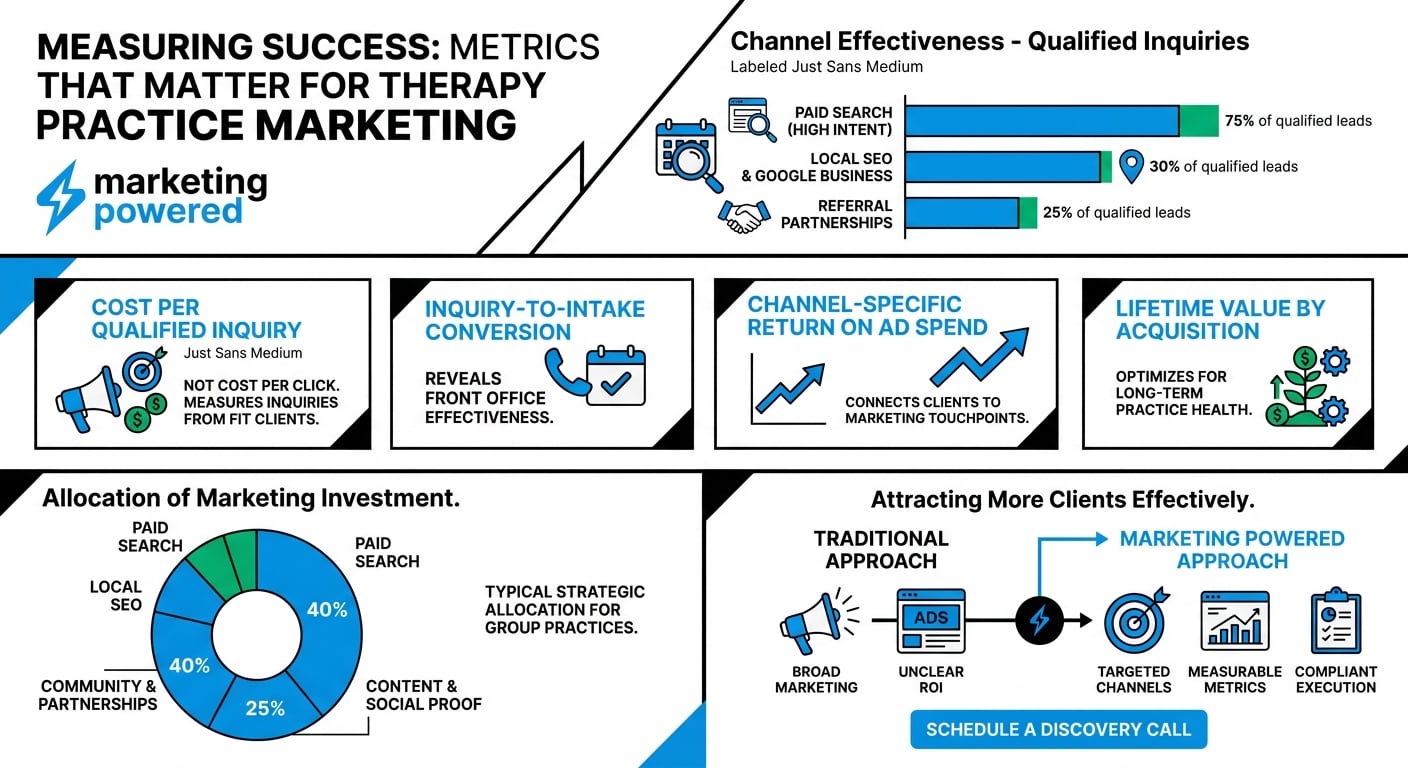 MEASURING SUCCESS: METRICS
THAT MATTER FOR THERAPY
PRACTICE MARKETING
marketing
powered
Channel Effectiveness - Qualified Inquiries
Labeled Just Sans Medium
PAID SEARCH
(HIGH INTENT)
75% of qualified leads
LOCAL SEO
& GOOGLE BUSINESS
30% of qualified leads
REFERRAL
PARTNERSHIPS
25% of qualified leads
COST PER
QUALIFIED INQUIRY
Just Sans Medium
NOT COST PER CLICK.
MEASURES INQUIRIES
FROM FIT CLIENTS.
INQUIRY-TO-INTAKE
CONVERSION
REVEALS
FRONT OFFICE
EFFECTIVENESS.
CHANNEL-SPECIFIC
RETURN ON AD SPEND
CONNECTS CLIENTS TO
MARKETING TOUCHPOINTS.
LIFETIME VALUE BY
ACQUISITION
OPTIMIZES FOR
LONG-TERM
PRACTICE HEALTH.
$
$
$
$
Allocation of Marketing Investment.
PAID
SEARCH
PAID
SEARCH
LOCAL
SEO
40%
40%
25%
COMMUNITY &
PARTNERSHIPS
CONTENT &
SOCIAL PROOF
TYPICAL STRATEGIC
ALLOCATION FOR
GROUP PRACTICES.
Attracting More Clients Effectively.
TRADITIONAL
APPROACH
MARKETING POWERED
APPROACH
ADS
BROAD
MARKETING
UNCLEAR
ROI
TARGETED
CHANNELS
MEASURABLE
METRICS
COMPLIANT
EXECUTION
SCHEDULE A DISCOVERY CALL